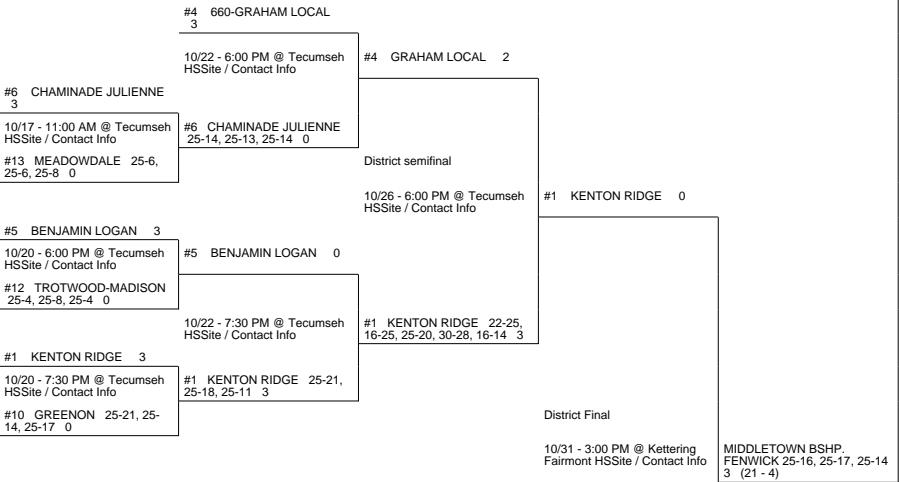 #4 660-GRAHAM LOCAL
3
10/22 - 6:00 PM @ Tecumseh
HSSite / Contact Info
#4 GRAHAM LOCAL 2
#6 CHAMINADE JULIENNE
3
10/17 - 11:00 AM @ Tecumseh
HSSite / Contact Info
#6 CHAMINADE JULIENNE
25-14, 25-13, 25-14 0
#13 MEADOWDALE 25-6,
25-6, 25-8 0
District semifinal
10/26 - 6:00 PM @ Tecumseh
HSSite / Contact Info
#1 KENTON RIDGE 0
#5 BENJAMIN LOGAN 3
10/20 - 6:00 PM @ Tecumseh
HSSite / Contact Info
#5 BENJAMIN LOGAN 0
#12 TROTWOOD-MADISON
25-4, 25-8, 25-4 0
10/22 - 7:30 PM @ Tecumseh
HSSite / Contact Info
#1 KENTON RIDGE 22-25,
16-25, 25-20, 30-28, 16-14 3
#1 KENTON RIDGE 3
10/20 - 7:30 PM @ Tecumseh
HSSite / Contact Info
#1 KENTON RIDGE 25-21,
25-18, 25-11 3
#10 GREENON 25-21, 25-
14, 25-17 0
District Final
10/31 - 3:00 PM @ Kettering
Fairmont HSSite / Contact Info
MIDDLETOWN BSHP.
FENWICK 25-16, 25-17, 25-14
3 (21 - 4)